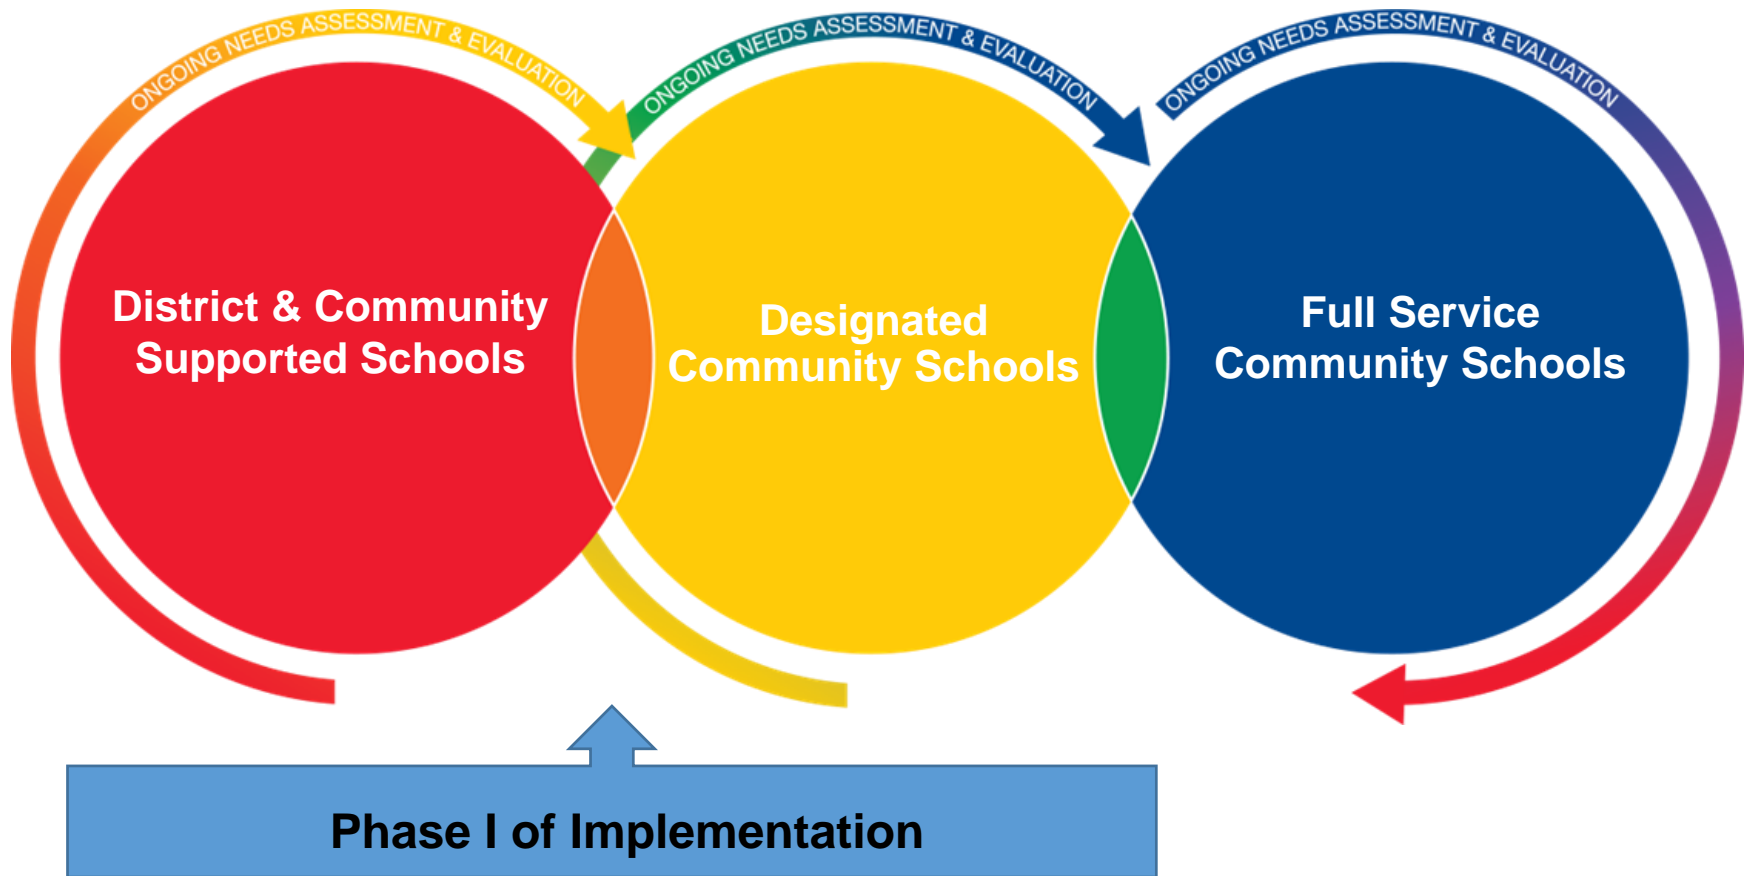 ONGOING NEEDS ASSESSMENT & EVALUATION
ONGOING NEEDS ASSESSMENT & EVALUATION
ONGOING NEEDS ASSESSMENT & EVALUATION
District & Community
Supported Schools
Designated
Community Schools
Full Service
Community Schools
Phase I of Implementation